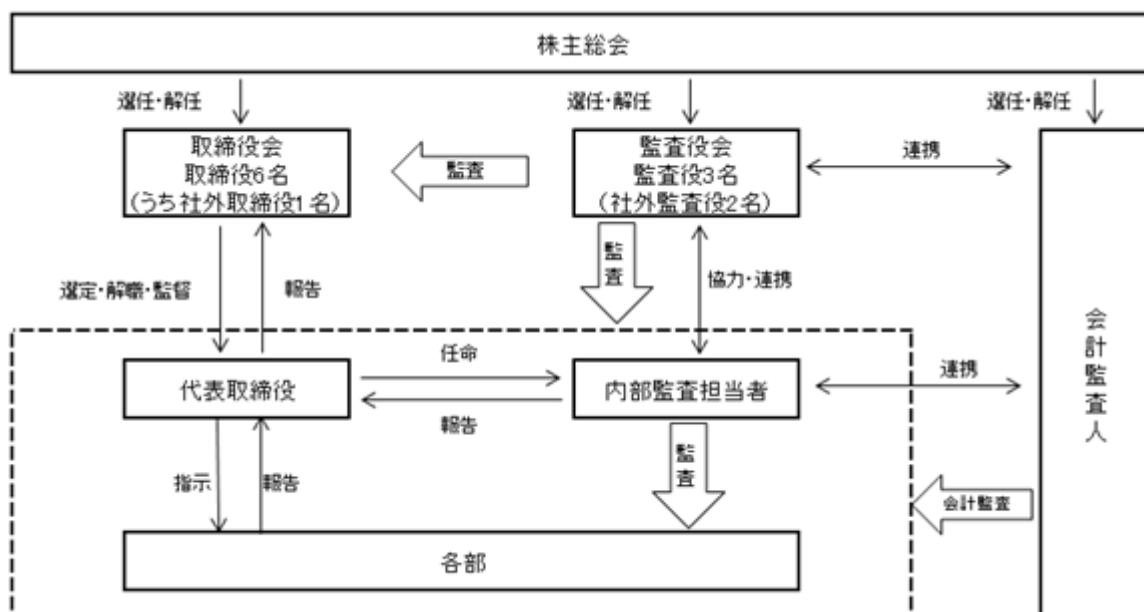 株主総会
選任・解任
選任・解任
選任・解任
取締役会
取締役6名
(うち社外取締役1名)
監査
監査役会
監査役3名
(社外監査役2名)
連携
選定・解職・監督
報告
監査
協力・連携
会計監査人
代表取締役
任命
報告
内部監査担当者
連携
指示
報告
監査
会計監査
各部